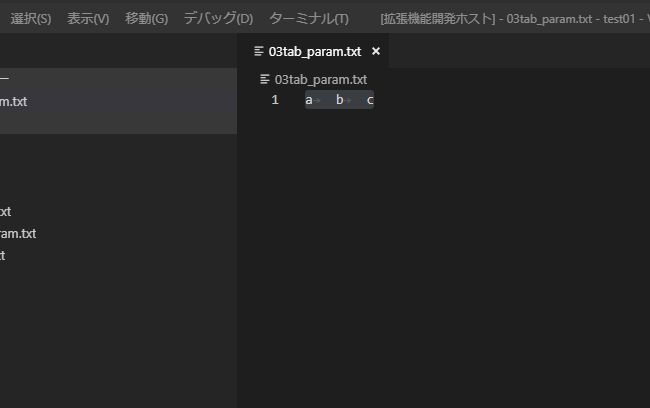 選択(S) 表示(V) 移動(G) デバッグ(D) ターミナル(T) [拡張機能開発ホスト] - 03tab_param.txt - test01 - V
03tab_param.txt ×
am.txt
03tab_param.txt
1 a→ b→ c
xt
ram.txt
xt